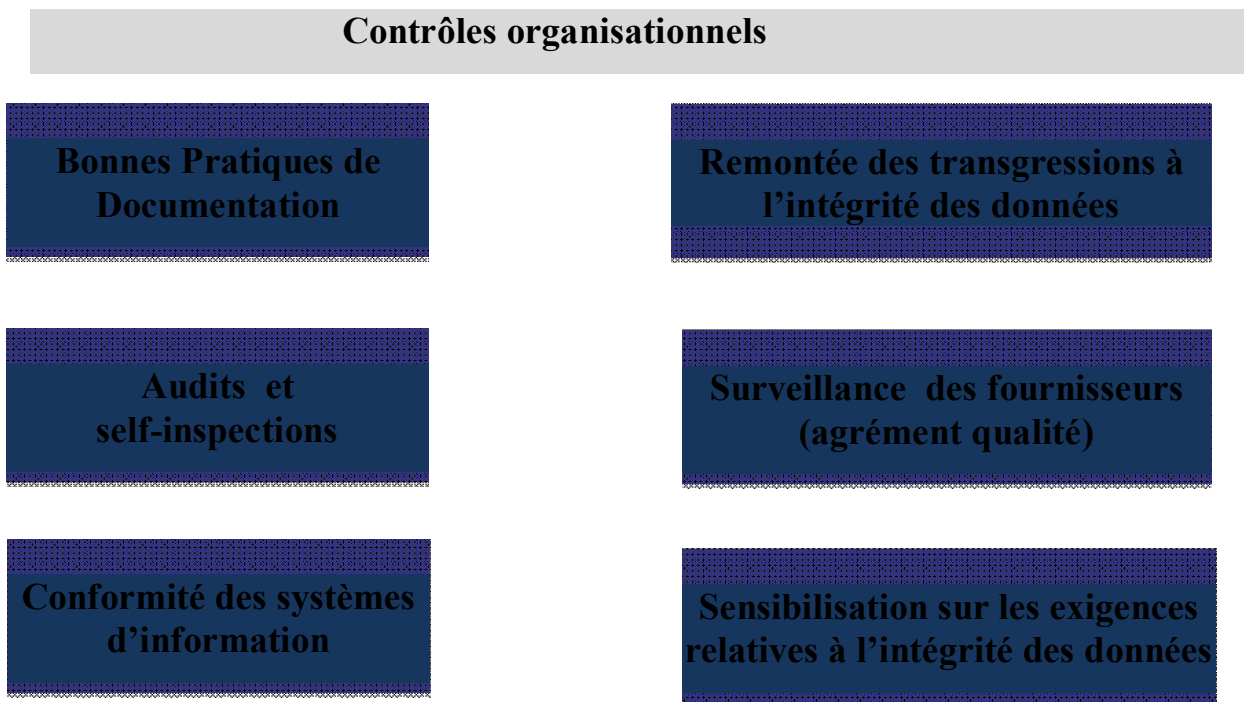 Contrôles organisationnels
Bonnes Pratiques de
Documentation
Remontée des transgressions à
l’intégrité des données
Audits et
self-inspections
Surveillance des fournisseurs
(agrément qualité)
Conformité des systèmes
d’information
Sensibilisation sur les exigences
relatives à l’intégrité des données